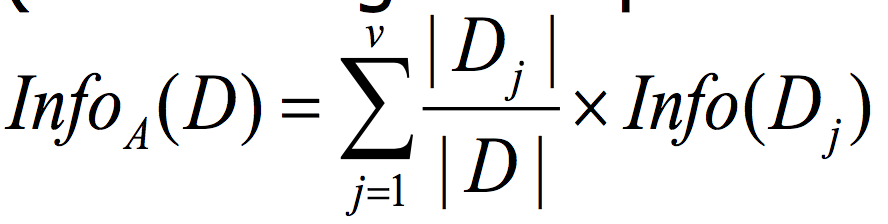 Info_A(D) = \sum_{j=1}^{v} \frac{|D_j|}{|D|} \times Info(D_j)